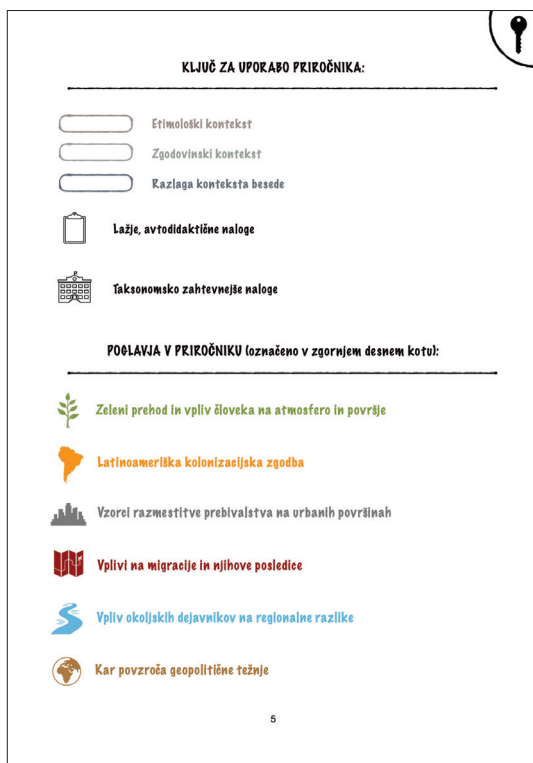 KLJUČ ZA UPORABO PRIROČNIKA:
Etimološki kontekst
Zgodovinski kontekst
Razlaga konteksta besede
Lažje, avtodidaktične naloge
Taksonomsko zahtevnejše naloge
POGLAVJA V PRIROČNIKU (označeno v zgornjem desnem kotu):
Zeleni prehod in vpliv človeka na atmosfero in površje
Latinoameriška kolonizacijska zgodba
Vzorci razmestitve prebivalstva na urbanih površinah
Vplivi na migracije in njihove posledice
Vpliv okoljskih dejavnikov na regionalne razlike
Kar povzroča geopolitične težnje
5